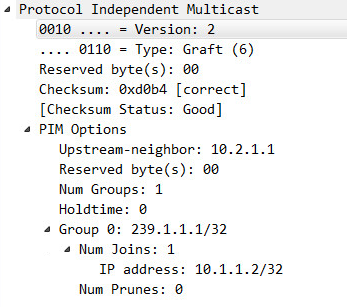 Protocol Independent Multicast
0010 .... = Version: 2
.... 0110 = Type: Graft (6)
Reserved byte(s): 00
Checksum: 0xd0b4 [correct]
[Checksum Status: Good]
PIM Options
Upstream-neighbor: 10.2.1.1
Reserved byte(s): 00
Num Groups: 1
Holdtime: 0
Group 0: 239.1.1.1/32
Num Joins: 1
IP address: 10.1.1.2/32
Num Prunes: 0